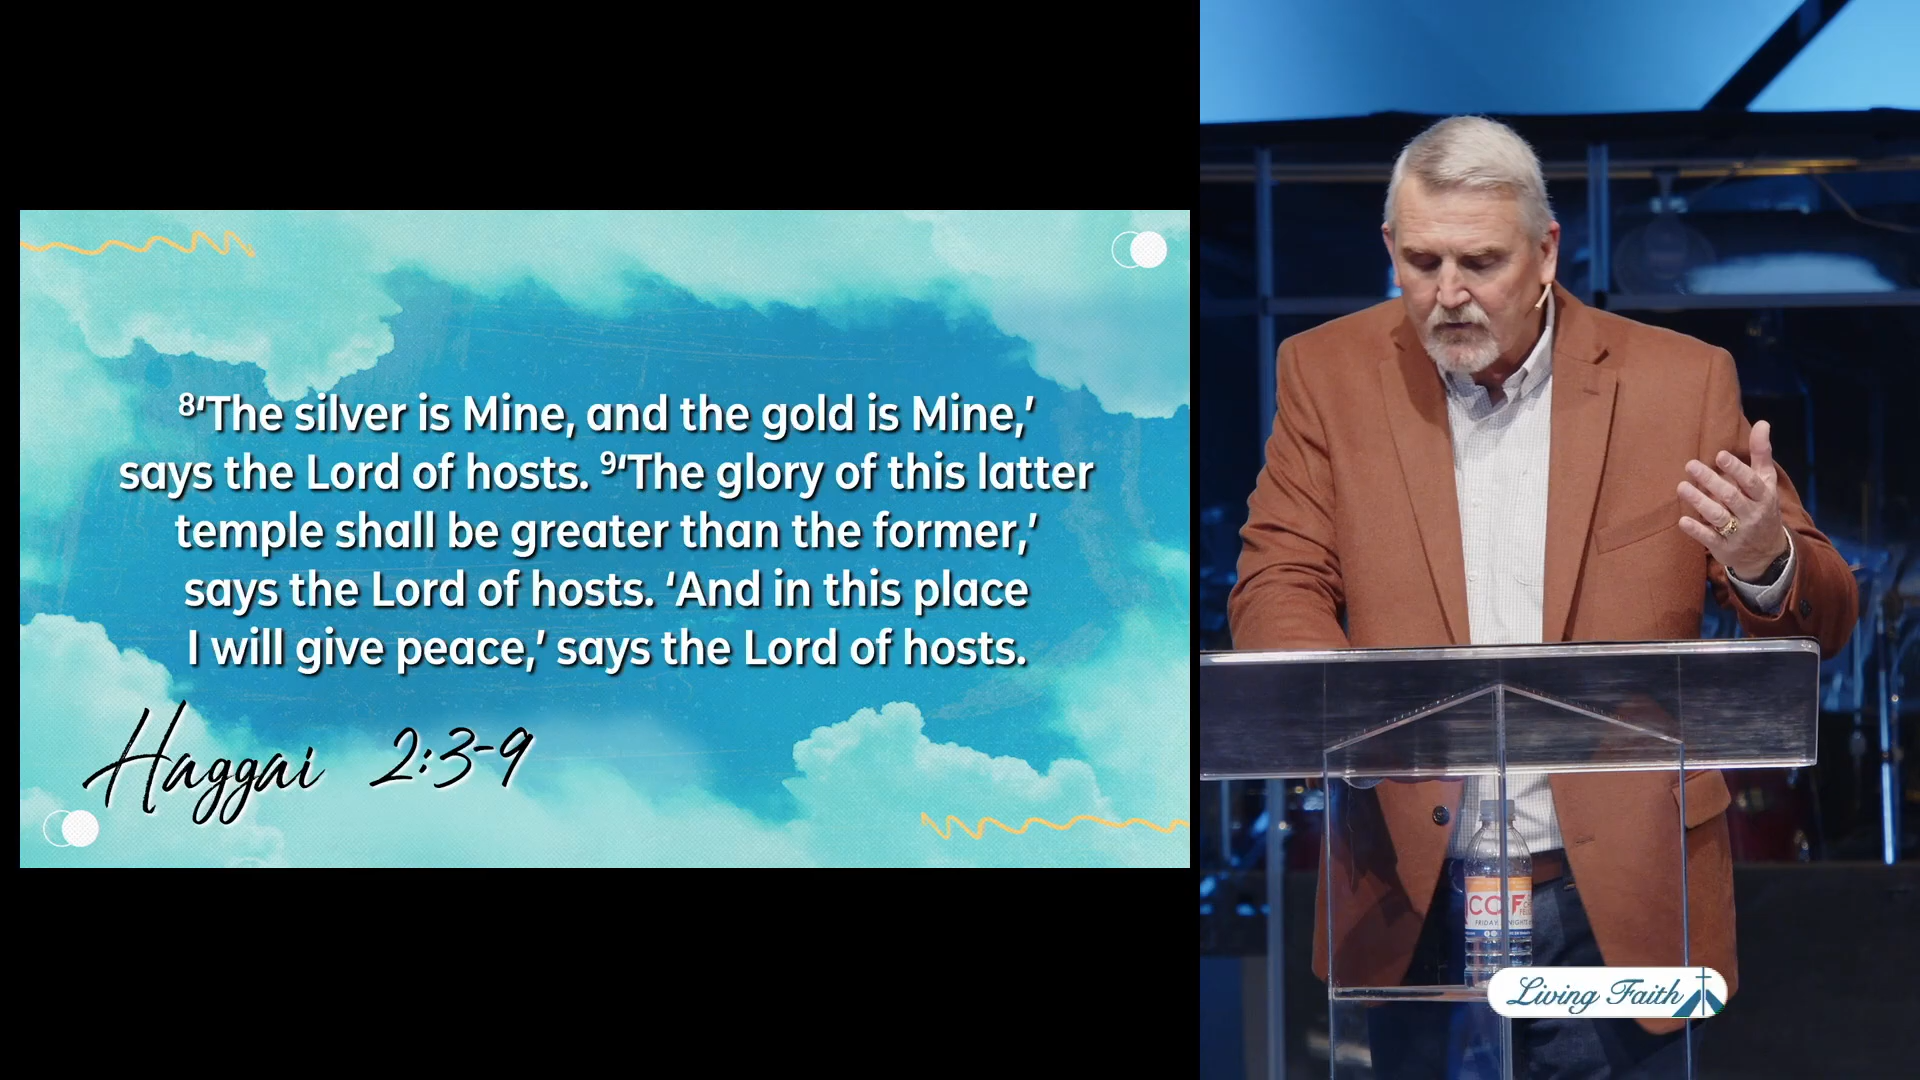 ⁸‘The silver is Mine, and the gold is Mine,’
says the Lord of hosts. ⁹‘The glory of this latter
temple shall be greater than the former,’
says the Lord of hosts. ‘And in this place
I will give peace,’ says the Lord of hosts.
Haggai 2:3-9
Living Faith